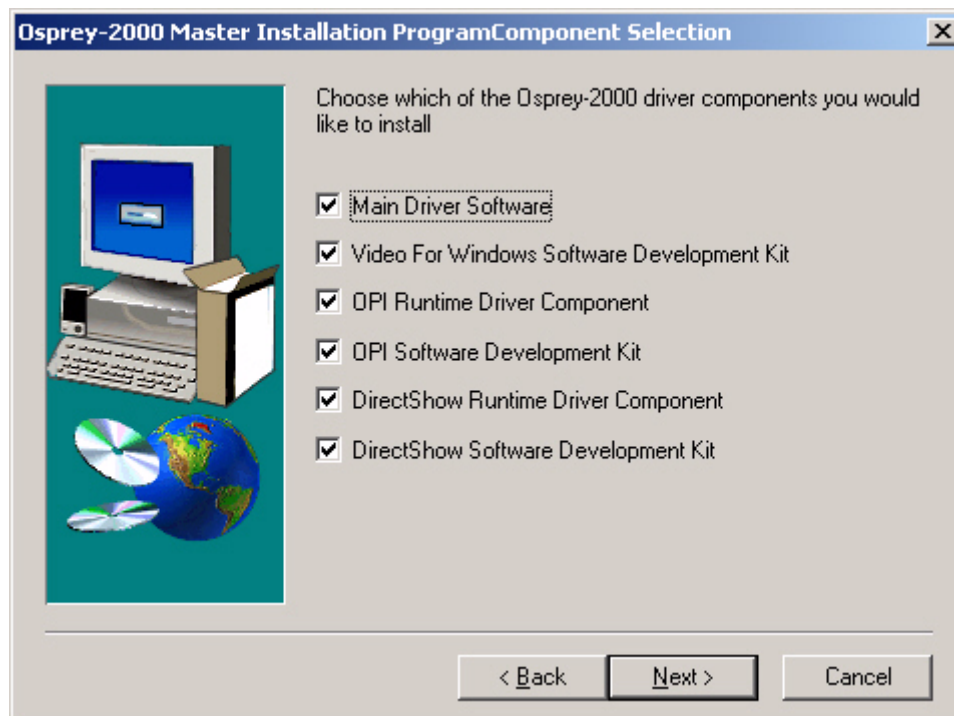 Osprey-2000 Master Installation ProgramComponent Selection
Choose which of the Osprey-2000 driver components you would
like to install
Main Driver Software
Video For Windows Software Development Kit
OPI Runtime Driver Component
OPI Software Development Kit
DirectShow Runtime Driver Component
DirectShow Software Development Kit
< Back
Next >
Cancel